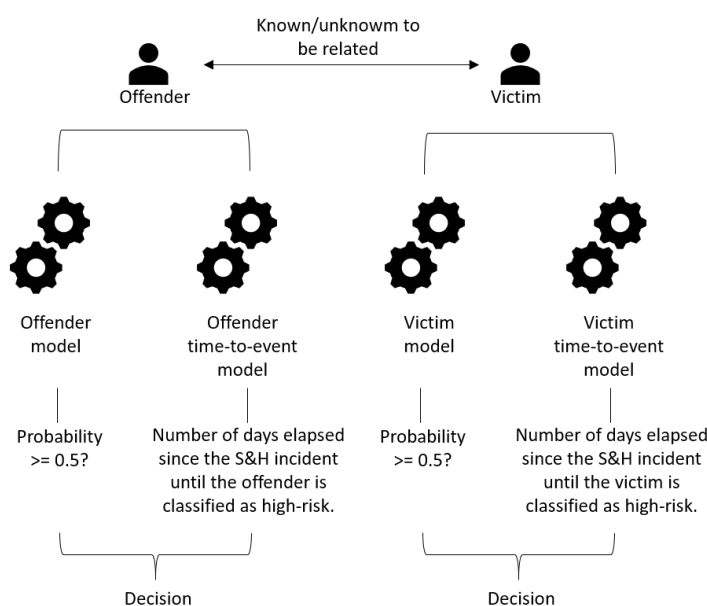 Known/unknowm to
be related
Offender
Victim
Offender
model
Offender
time-to-event
model
Victim
model
Victim
time-to-event
model
Probability
>= 0.5?
Number of days elapsed
since the S&H incident
until the offender is
classified as high-risk.
Probability
>= 0.5?
Number of days elapsed
since the S&H incident
until the victim is
classified as high-risk.
Decision
Decision